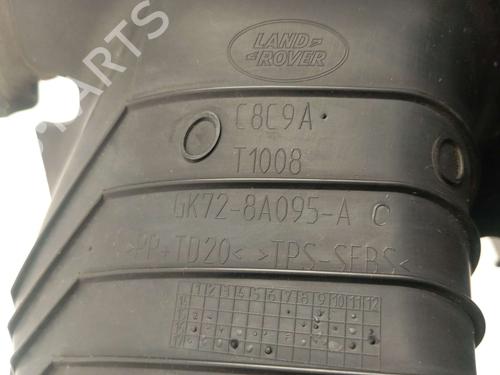 PARTS
LAND
ROVER
C8C9A
T1008
GK72-8A095-A C
>PP+TD20< >TPS-SEBS<
1 2 3 4 5 6 7 8 9 10 11 12